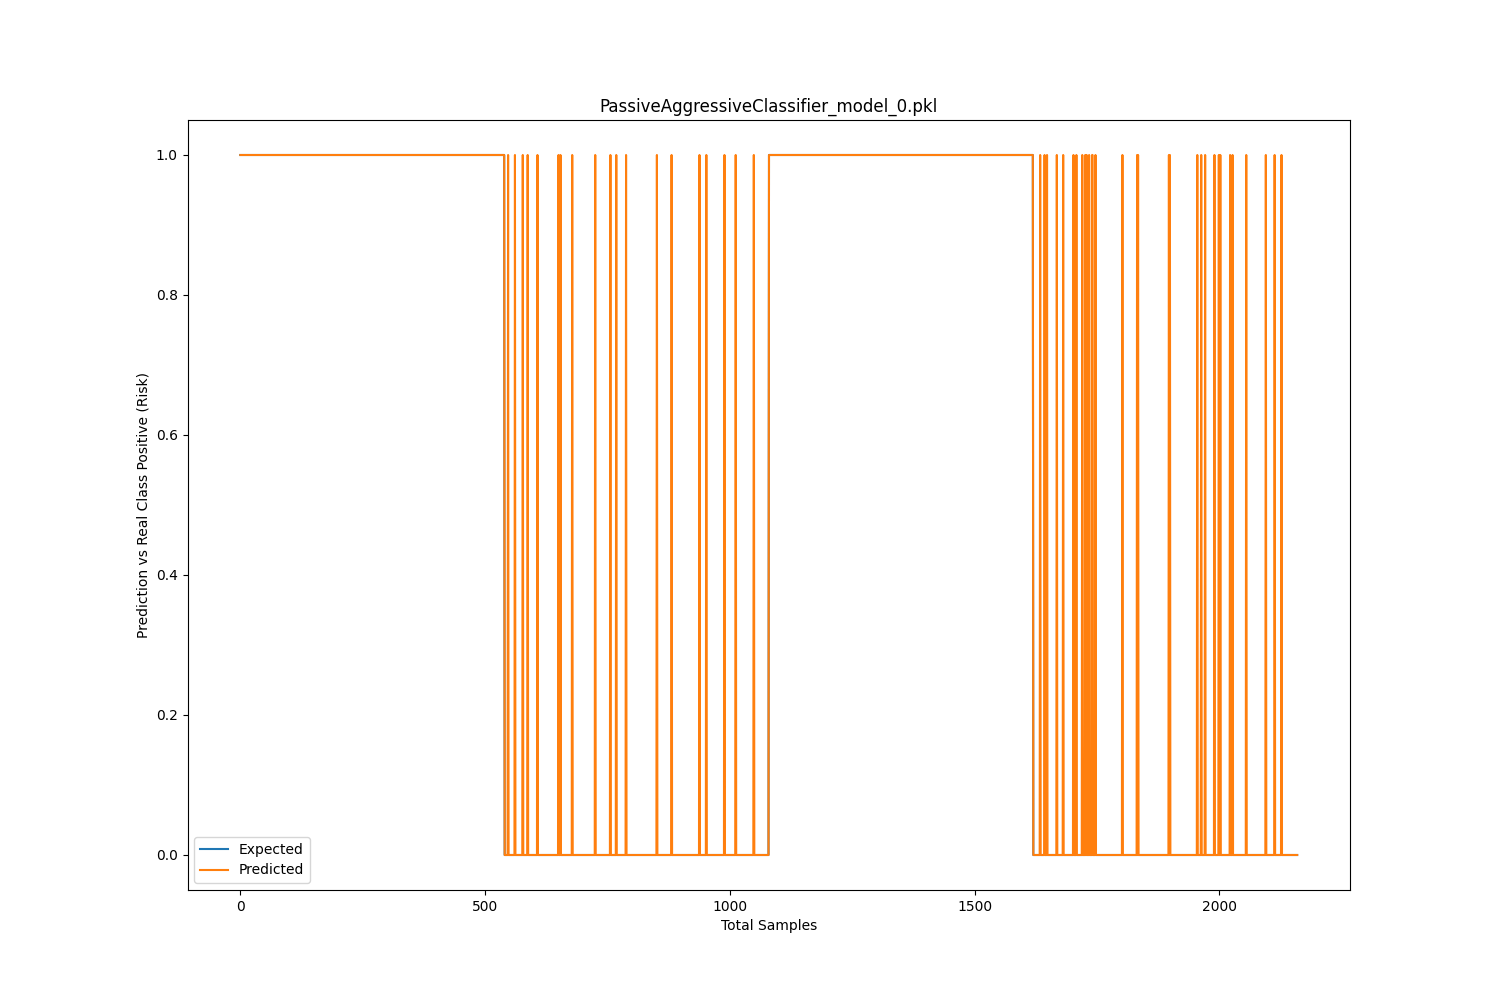 PassiveAggressiveClassifier_model_0.pkl
1.0
0.8
0.6
0.4
0.2
0.0
Prediction vs Real Class Positive (Risk)
Expected
Predicted
0 500 1000 1500 2000
Total Samples